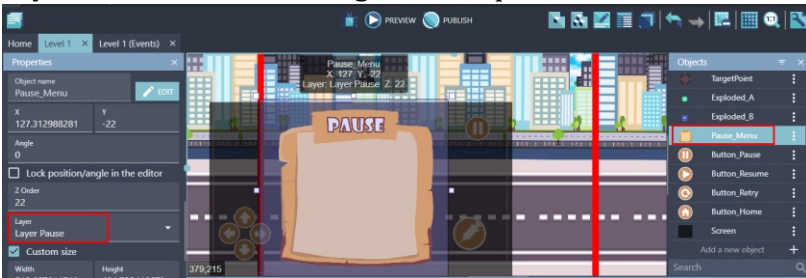 PREVIEW
PUBLISH
Home
Level 1 ×
Level 1 (Events) ×
Properties ×
Object name
Pause_Menu
EDIT
X
127.312988281
Y
-22
Angle
0
Lock position/angle in the editor
Z Order
22
Layer
Layer Pause
Custom size
Width
Height
Pause_Menu
X: 127 Y: -22
Layer: Layer Pause Z: 22
PAUSE
379,215
Objects
TargetPoint
Exploded_A
Exploded_B
Pause_Menu
Button_Pause
Button_Resume
Button_Retry
Button_Home
Screen
Add a new object +
Search